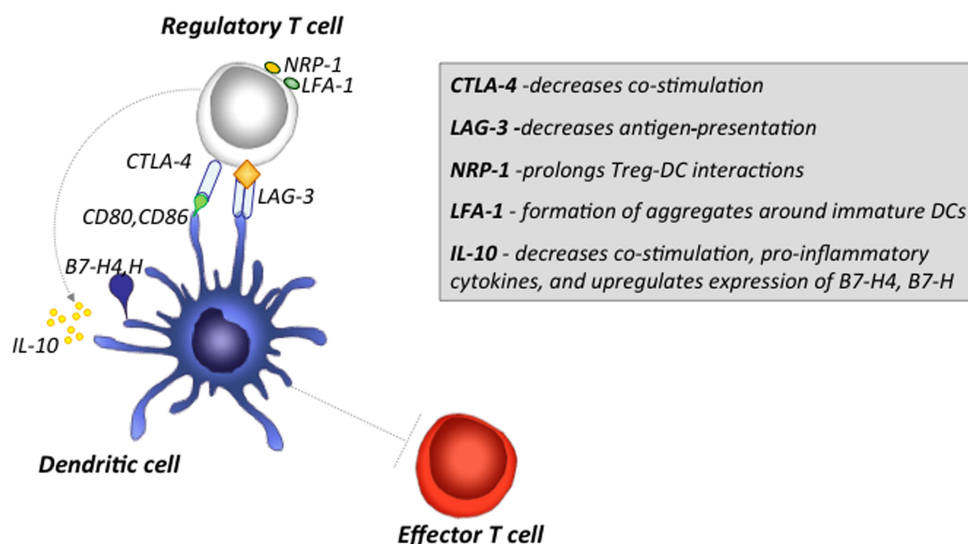 Regulatory T cell
NRP-1
LFA-1
CTLA-4
LAG-3
CD80,CD86
B7-H4,H
IL-10
Dendritic cell
Effector T cell
CTLA-4 -decreases co-stimulation
LAG-3 -decreases antigen-presentation
NRP-1 -prolongs Treg-DC interactions
LFA-1 - formation of aggregates around immature DCs
IL-10 - decreases co-stimulation, pro-inflammatory
cytokines, and upregulates expression of B7-H4, B7-H